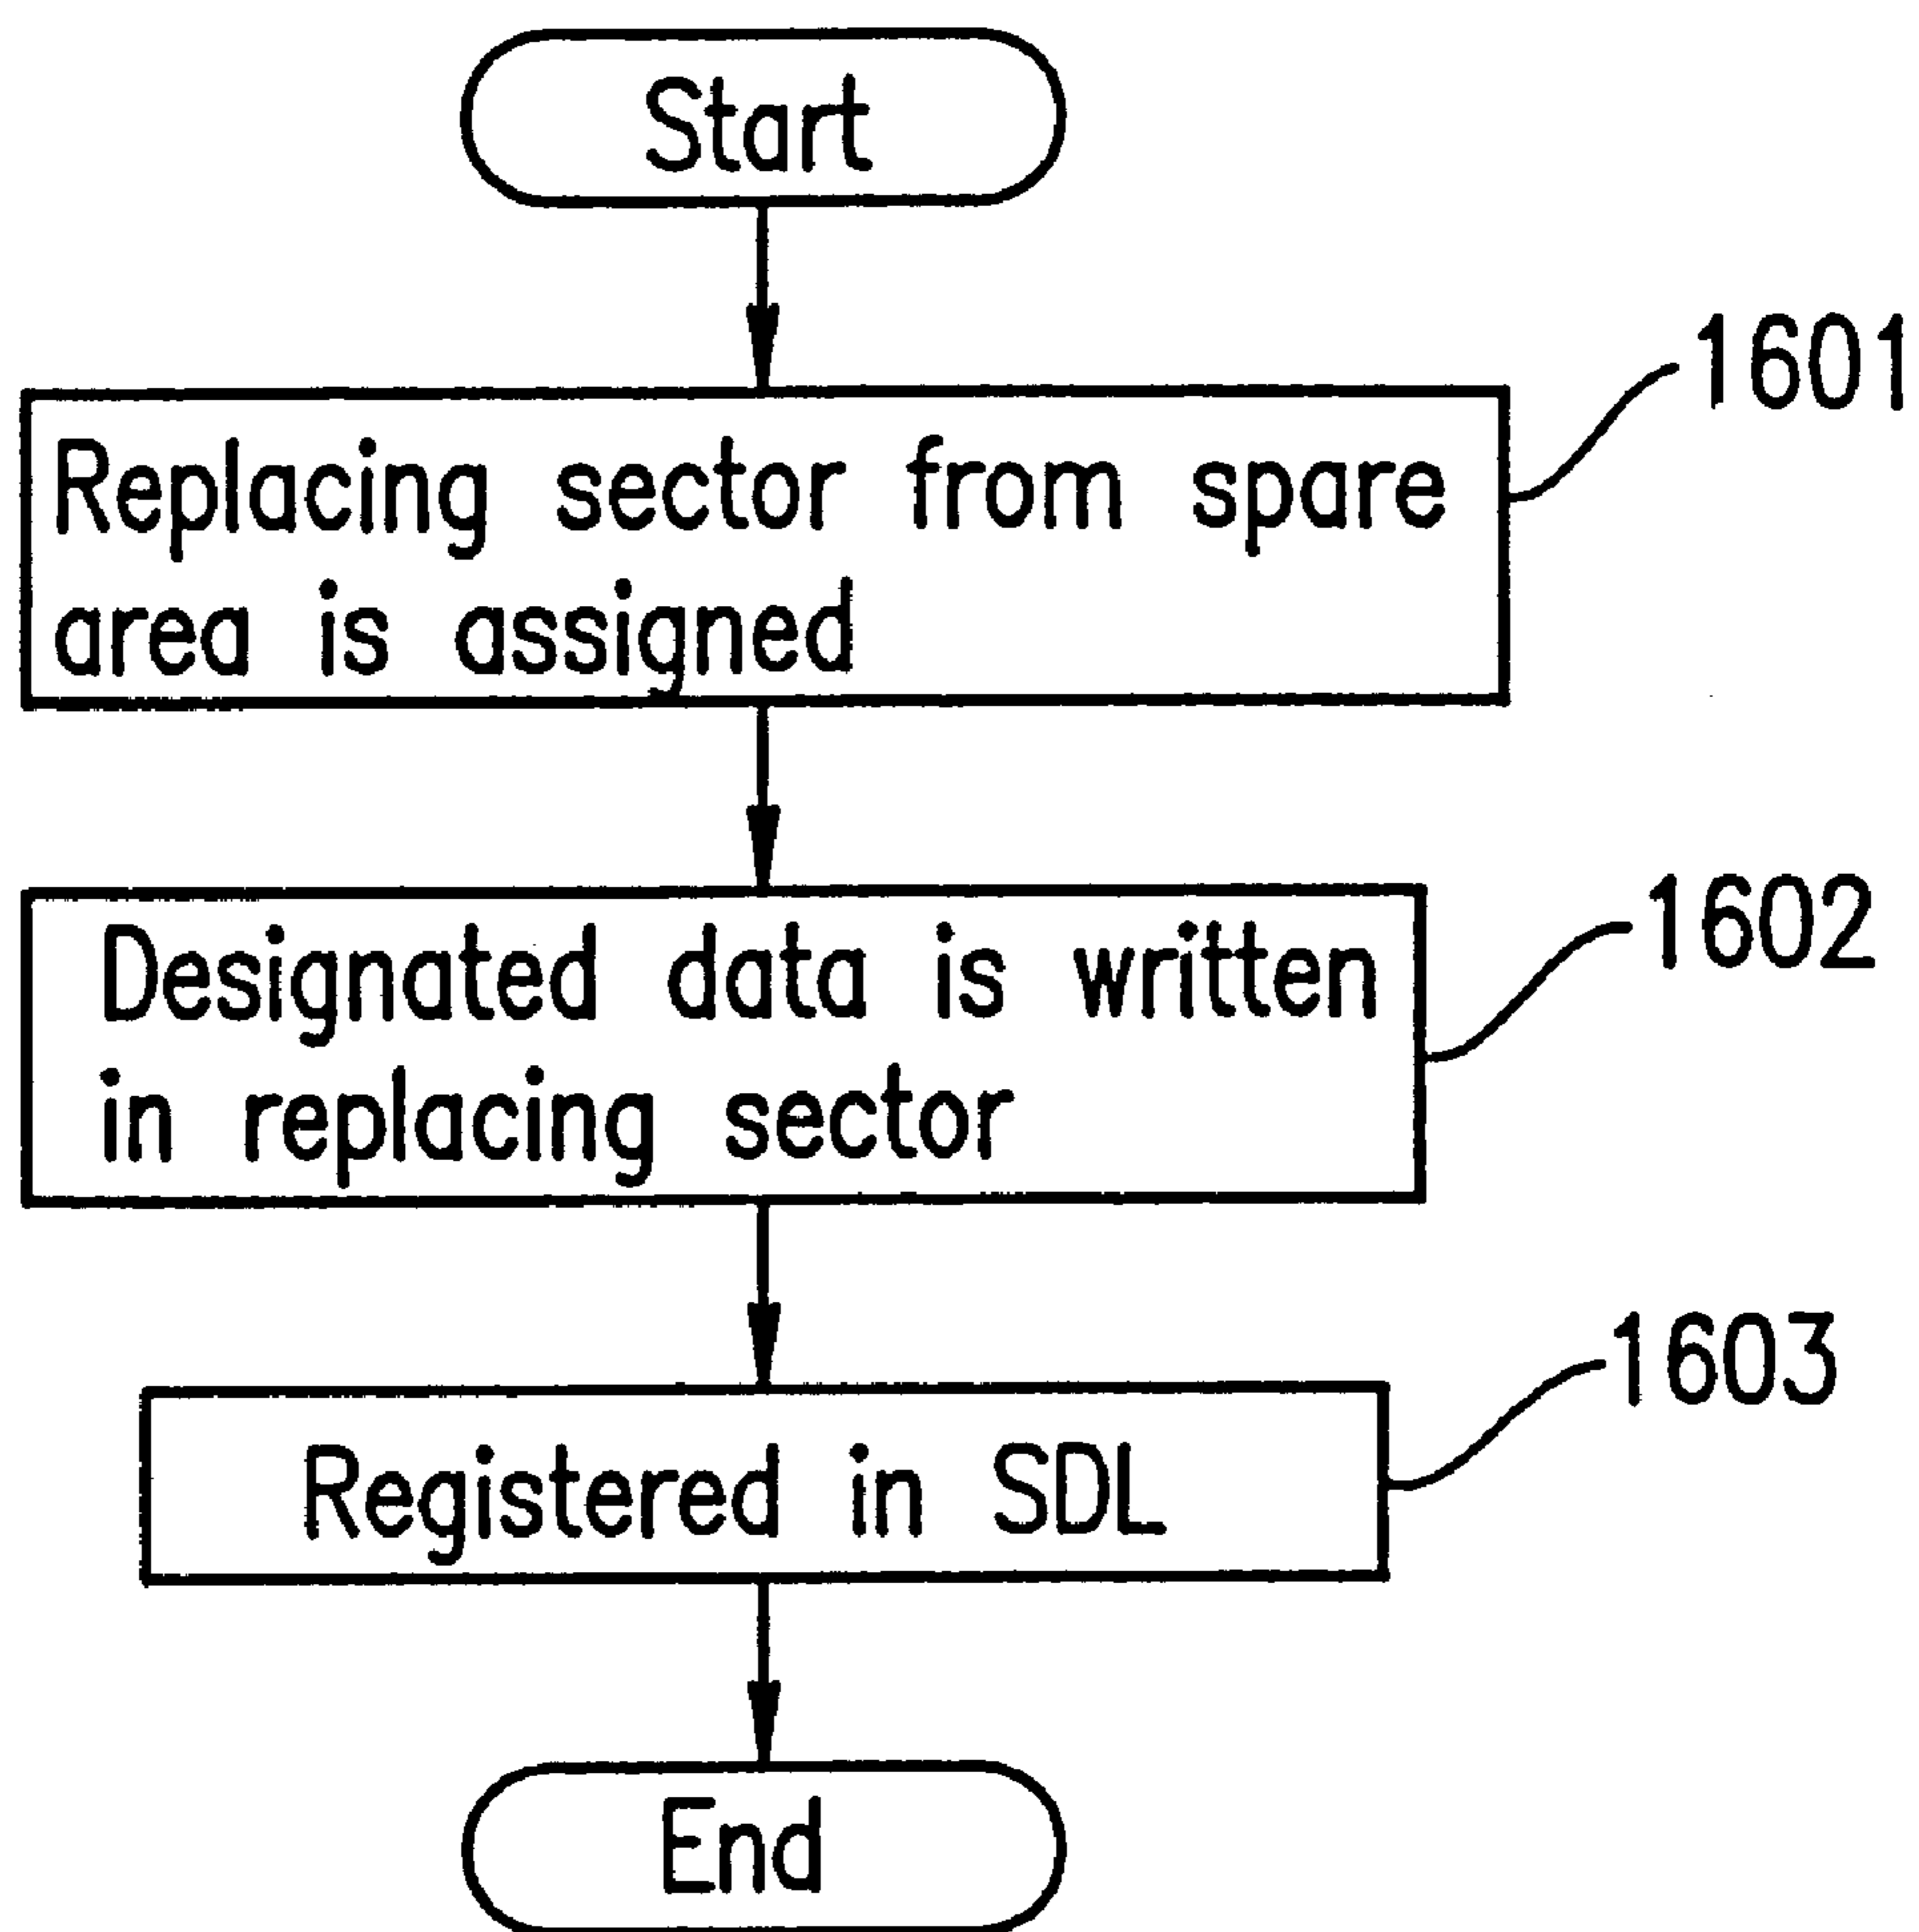 Start
1601
Replacing sector from spare
area is assigned
1602
Designated data is written
in replacing sector
1603
Registered in SDL
End